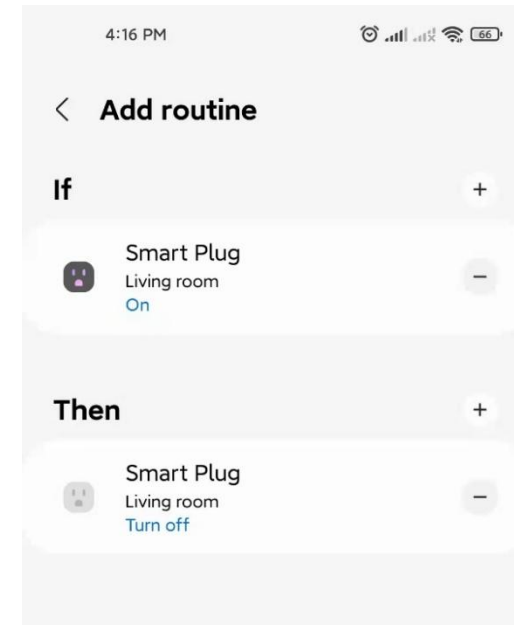 4:16 PM 66
Add routine
If
Smart Plug
Living room
On
Then
Smart Plug
Living room
Turn off